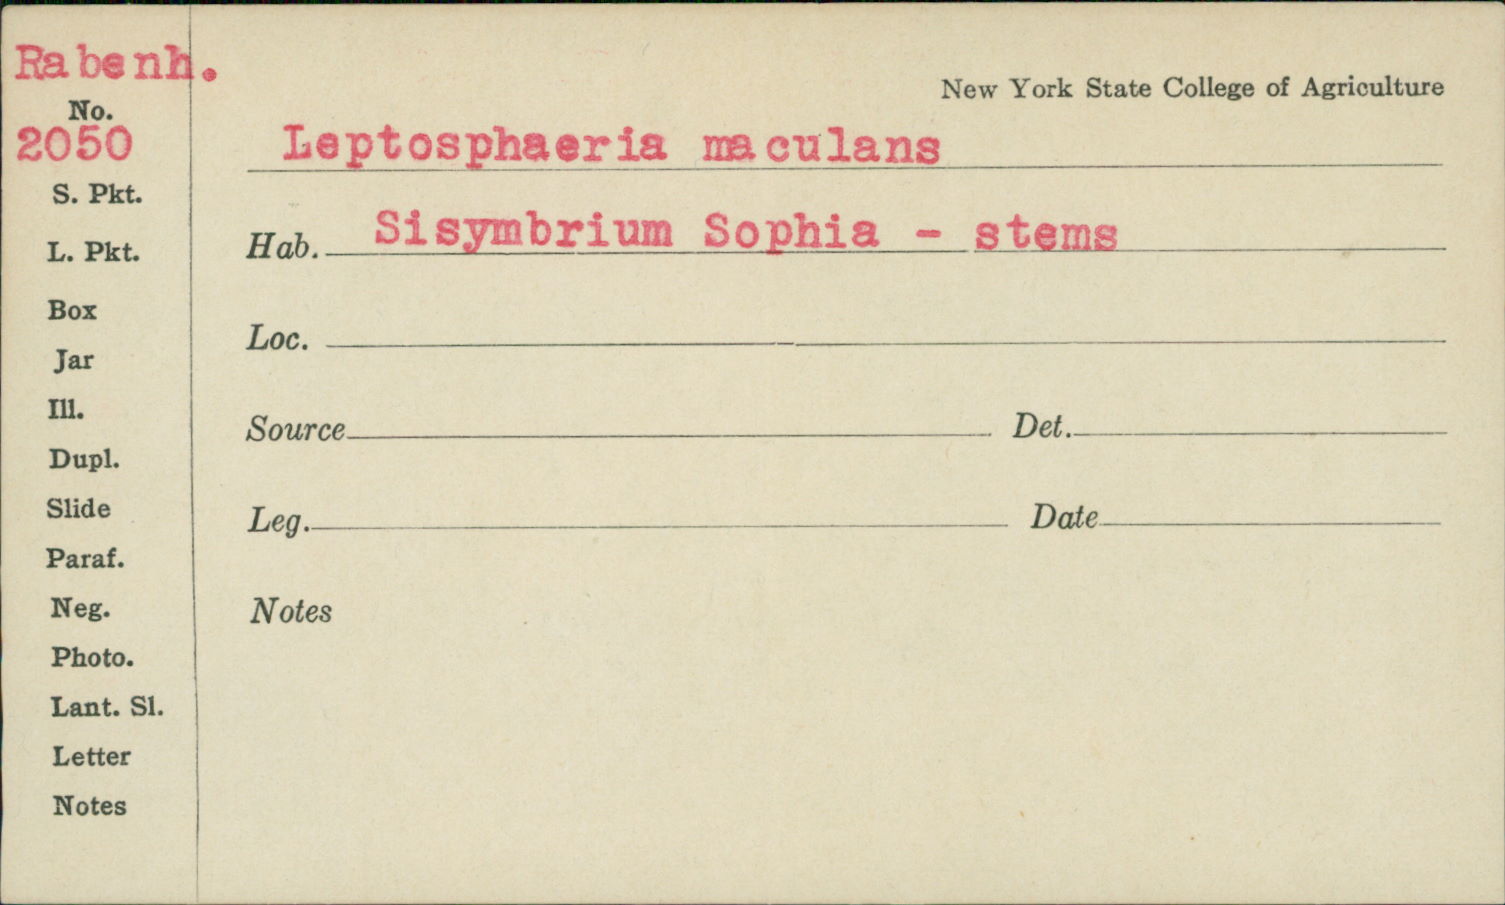 Rabenh.
No.
2050
S. Pkt.
L. Pkt.
Box
Jar
Ill.
Dupl.
Slide
Paraf.
Neg.
Photo.
Lant. Sl.
Letter
Notes
New York State College of Agriculture
Leptosphaeria maculans
Hab. Sisymbrium Sophia - stems
Loc.
Source Det.
Leg. Date
Notes